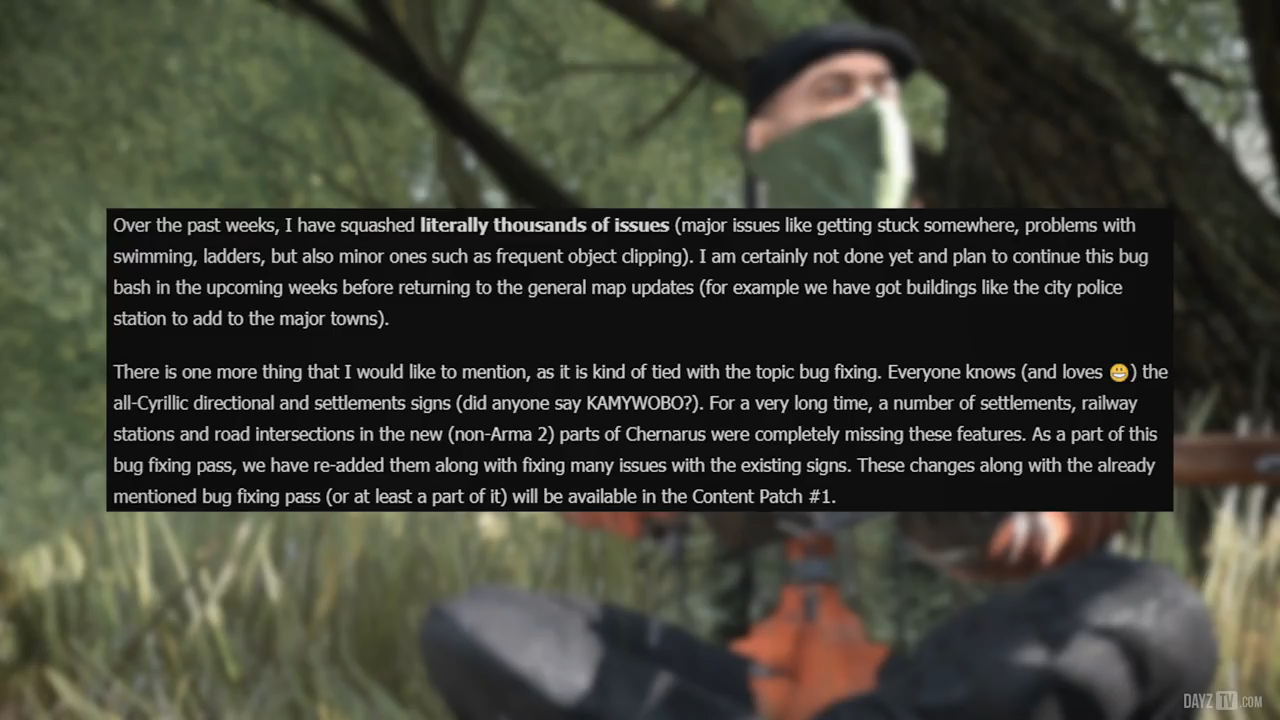 Over the past weeks, I have squashed literally thousands of issues (major issues like getting stuck somewhere, problems with
swimming, ladders, but also minor ones such as frequent object clipping). I am certainly not done yet and plan to continue this bug
bash in the upcoming weeks before returning to the general map updates (for example we have got buildings like the city police
station to add to the major towns).
There is one more thing that I would like to mention, as it is kind of tied with the topic bug fixing. Everyone knows (and loves 😀) the
all-Cyrillic directional and settlements signs (did anyone say KAMYWOBO?). For a very long time, a number of settlements, railway
stations and road intersections in the new (non-Arma 2) parts of Chernarus were completely missing these features. As a part of this
bug fixing pass, we have re-added them along with fixing many issues with the existing signs. These changes along with the already
mentioned bug fixing pass (or at least a part of it) will be available in the Content Patch #1.
DAYZ TV .COM